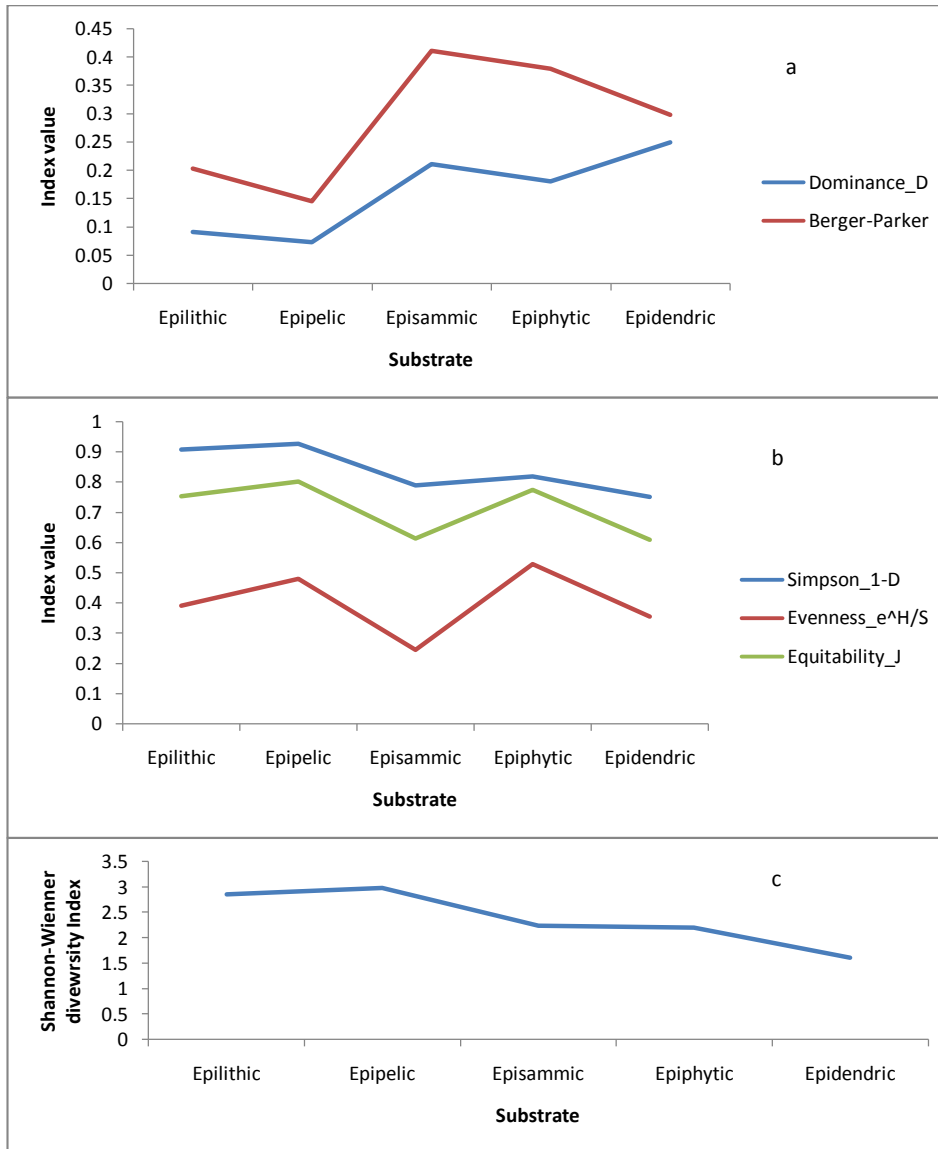 a
0.45
0.4
0.35
0.3
0.25
0.2
0.15
0.1
0.05
0
Index value
Dominance_D
Berger-Parker
Epilithic Epipelic Episammic Epiphytic Epidendric
Substrate
b
1
0.9
0.8
0.7
0.6
0.5
0.4
0.3
0.2
0.1
0
Index value
Simpson_1-D
Evenness_e^H/S
Equitability_J
Epilithic Epipelic Episammic Epiphytic Epidendric
Substrate
c
3.5
3
2.5
2
1.5
1
0.5
0
Shannon-Wienner
divewrsity Index
Epilithic Epipelic Episammic Epiphytic Epidendric
Substrate